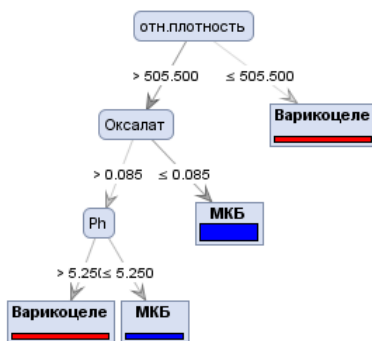 отн.плотность
> 505.500 ≤ 505.500
Оксалат
Варикоцеле
> 0.085 ≤ 0.085
Ph
МКБ
> 5.25(≤ 5.250
Варикоцеле
МКБ